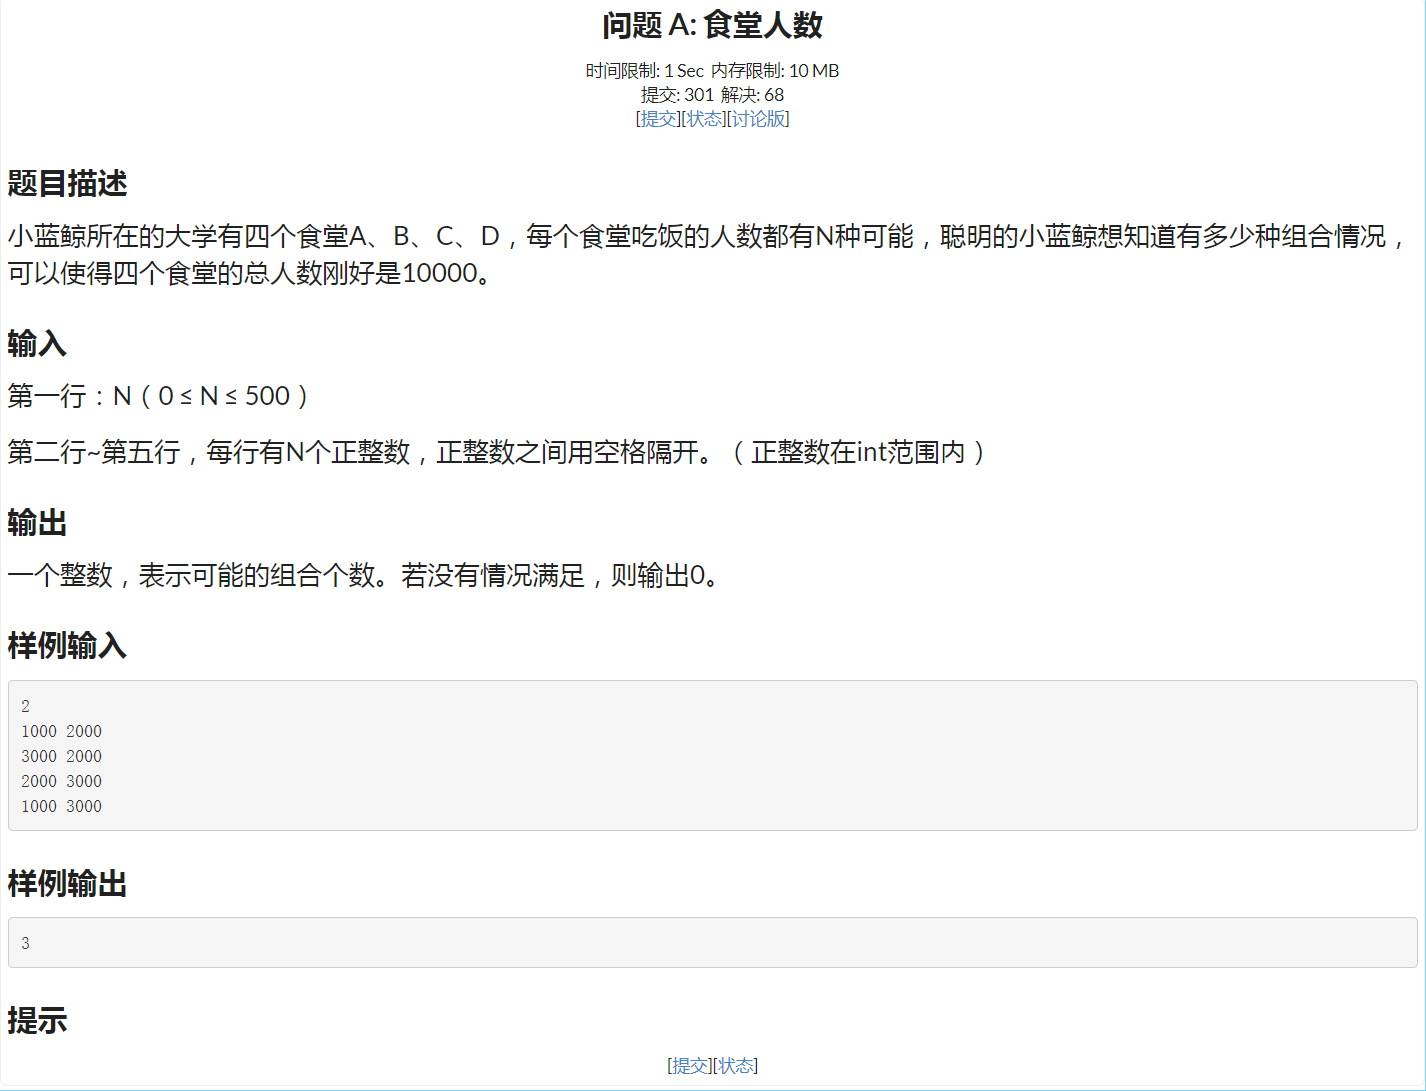 问题 A: 食堂人数
时间限制: 1 Sec 内存限制: 10 MB
提交: 301 解决: 68
[提交][状态][讨论版]
题目描述
小蓝鲸所在的大学有四个食堂A、B、C、D，每个食堂吃饭的人数都有N种可能，聪明的小蓝鲸想知道有多少种组合情况，
可以使得四个食堂的总人数刚好是10000。
输入
第一行：N（0 ≤ N ≤ 500）
第二行~第五行，每行有N个正整数，正整数之间用空格隔开。（正整数在int范围内）
输出
一个整数，表示可能的组合个数。若没有情况满足，则输出0。
样例输入
2
1000 2000
3000 2000
2000 3000
1000 3000
样例输出
3
提示
[提交][状态]